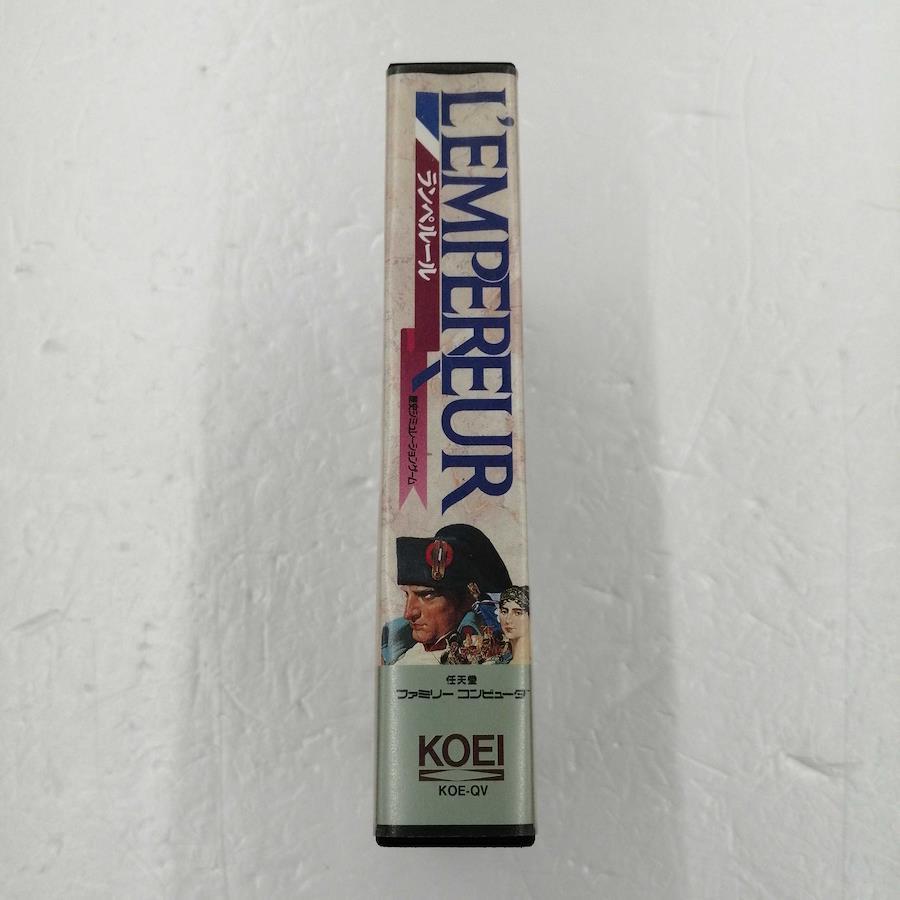 L'EMPEREUR
ランペルール
歴史シミュレーションゲーム
任天堂
ファミリー コンピュータ
KOEI
KOE-QV